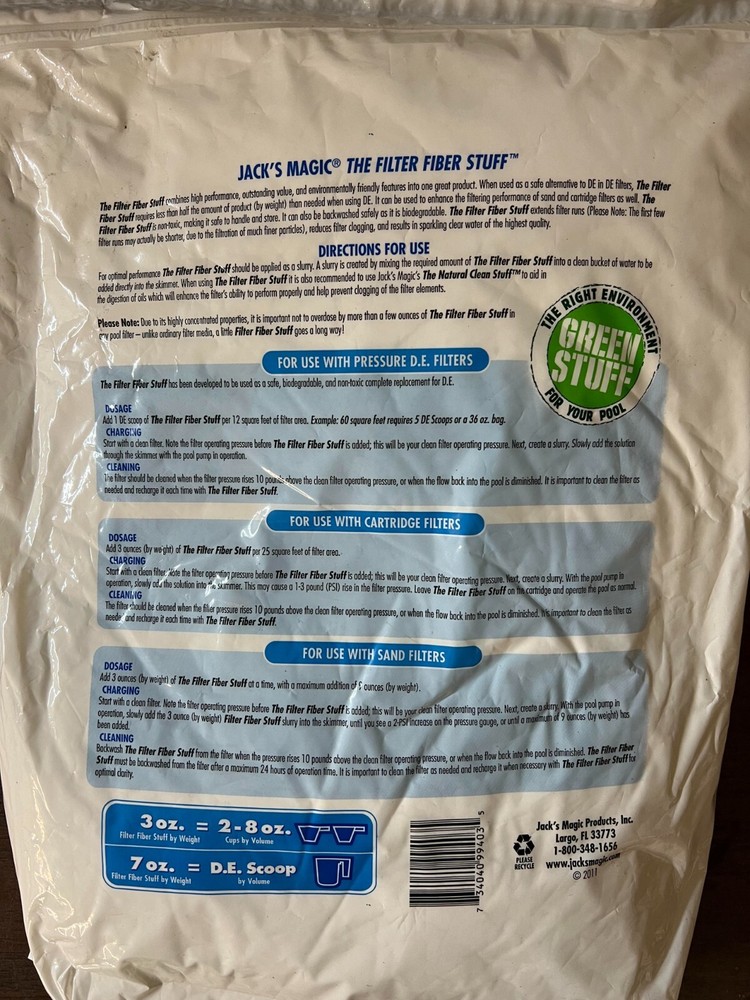 JACK'S MAGIC® THE FILTER FIBER STUFF™
The Filter Fiber Stuff combines high performance, outstanding value, and environmentally friendly features into one great product. When used as a safe alternative to DE in DE filters, The Filter
Fiber Stuff requires less than half the amount of product (by weight) than needed when using DE. It can be used to enhance the filtering performance of sand and cartridge filters as well. The
Filter Fiber Stuff is non-toxic, making it safe to handle and store. It can also be backwashed safely as it is biodegradable. The Filter Fiber Stuff extends filter runs (Please Note: The first few
filter runs may actually be shorter, due to the filtration of much finer particles), reduces filter clogging, and results in sparkling clear water of the highest quality.
DIRECTIONS FOR USE
For optimal performance The Filter Fiber Stuff should be applied as a slurry. A slurry is created by mixing the required amount of The Filter Fiber Stuff into a clean bucket of water to be
added directly into the skimmer. When using The Filter Fiber Stuff it is also recommended to use Jack's Magic's The Natural Clean Stuff™ to aid in
the digestion of oils which will enhance the filter's ability to perform properly and help prevent clogging of the filter elements.
Please Note: Due to its highly concentrated properties, it is important not to overdose by more than a few ounces of The Filter Fiber Stuff in
any pool filter – unlike ordinary filter media, a little Filter Fiber Stuff goes a long way!
THE RIGHT ENVIRONMENT
GREEN
STUFF
FOR YOUR POOL
FOR USE WITH PRESSURE D.E. FILTERS
The Filter Fiber Stuff has been developed to be used as a safe, biodegradable, and non-toxic complete replacement for D.E.
DOSAGE
Add 1 DE scoop of The Filter Fiber Stuff per 12 square feet of filter area. Example: 60 square feet requires 5 DE Scoops or a 36 oz. bag.
CHARGING
Start with a clean filter. Note the filter operating pressure before The Filter Fiber Stuff is added; this will be your clean filter operating pressure. Next, create a slurry. Slowly add the solution
through the skimmer with the pool pump in operation.
CLEANING
The filter should be cleaned when the filter pressure rises 10 pounds above the clean filter operating pressure, or when the flow back into the pool is diminished. It is important to clean the filter as
needed and recharge it each time with The Filter Fiber Stuff.
FOR USE WITH CARTRIDGE FILTERS
DOSAGE
Add 3 ounces (by weight) of The Filter Fiber Stuff per 25 square feet of filter area.
CHARGING
Start with a clean filter. Note the filter operating pressure before The Filter Fiber Stuff is added; this will be your clean filter operating pressure. Next, create a slurry. With the pool pump in
operation, slowly add the solution into the skimmer. This may cause a 1-3 pound (PSI) rise in the filter pressure. Leave The Filter Fiber Stuff on the cartridge and operate the pool as normal.
CLEANING
The filter should be cleaned when the filter pressure rises 10 pounds above the clean filter operating pressure, or when the flow back into the pool is diminished. It is important to clean the filter as
needed and recharge it each time with The Filter Fiber Stuff.
FOR USE WITH SAND FILTERS
DOSAGE
Add 3 ounces (by weight) of The Filter Fiber Stuff at a time, with a maximum addition of ounces (by weight).
CHARGING
Start with a clean filter. Note the filter operating pressure before The Filter Fiber Stuff is added; this will be your clean filter operating pressure. Next, create a slurry. With the pool pump in
operation, slowly add the 3 ounce (by weight) Filter Fiber Stuff slurry into the skimmer, until you see a 2-PSI increase on the pressure gauge, or until a maximum of 9 ounces (by weight) has
been added.
CLEANING
Backwash The Filter Fiber Stuff from the filter when the pressure rises 10 pounds above the clean filter operating pressure, or when the flow back into the pool is diminished. The Filter Fiber
Stuff must be backwashed from the filter after a maximum 24 hours of operation time. It is important to clean the filter as needed and recharge it when necessary with The Filter Fiber Stuff for
optimal clarity.
3 oz. = 2-8 oz.
Filter Fiber Stuff by Weight Cups by Volume
7 oz. = D.E. Scoop
Filter Fiber Stuff by Weight by Volume
7 34040 99403 5
PLEASE
RECYCLE
Jack's Magic Products, Inc.
Largo, FL 33773
1-800-348-1656
www.jacksmagic.com
© 2011